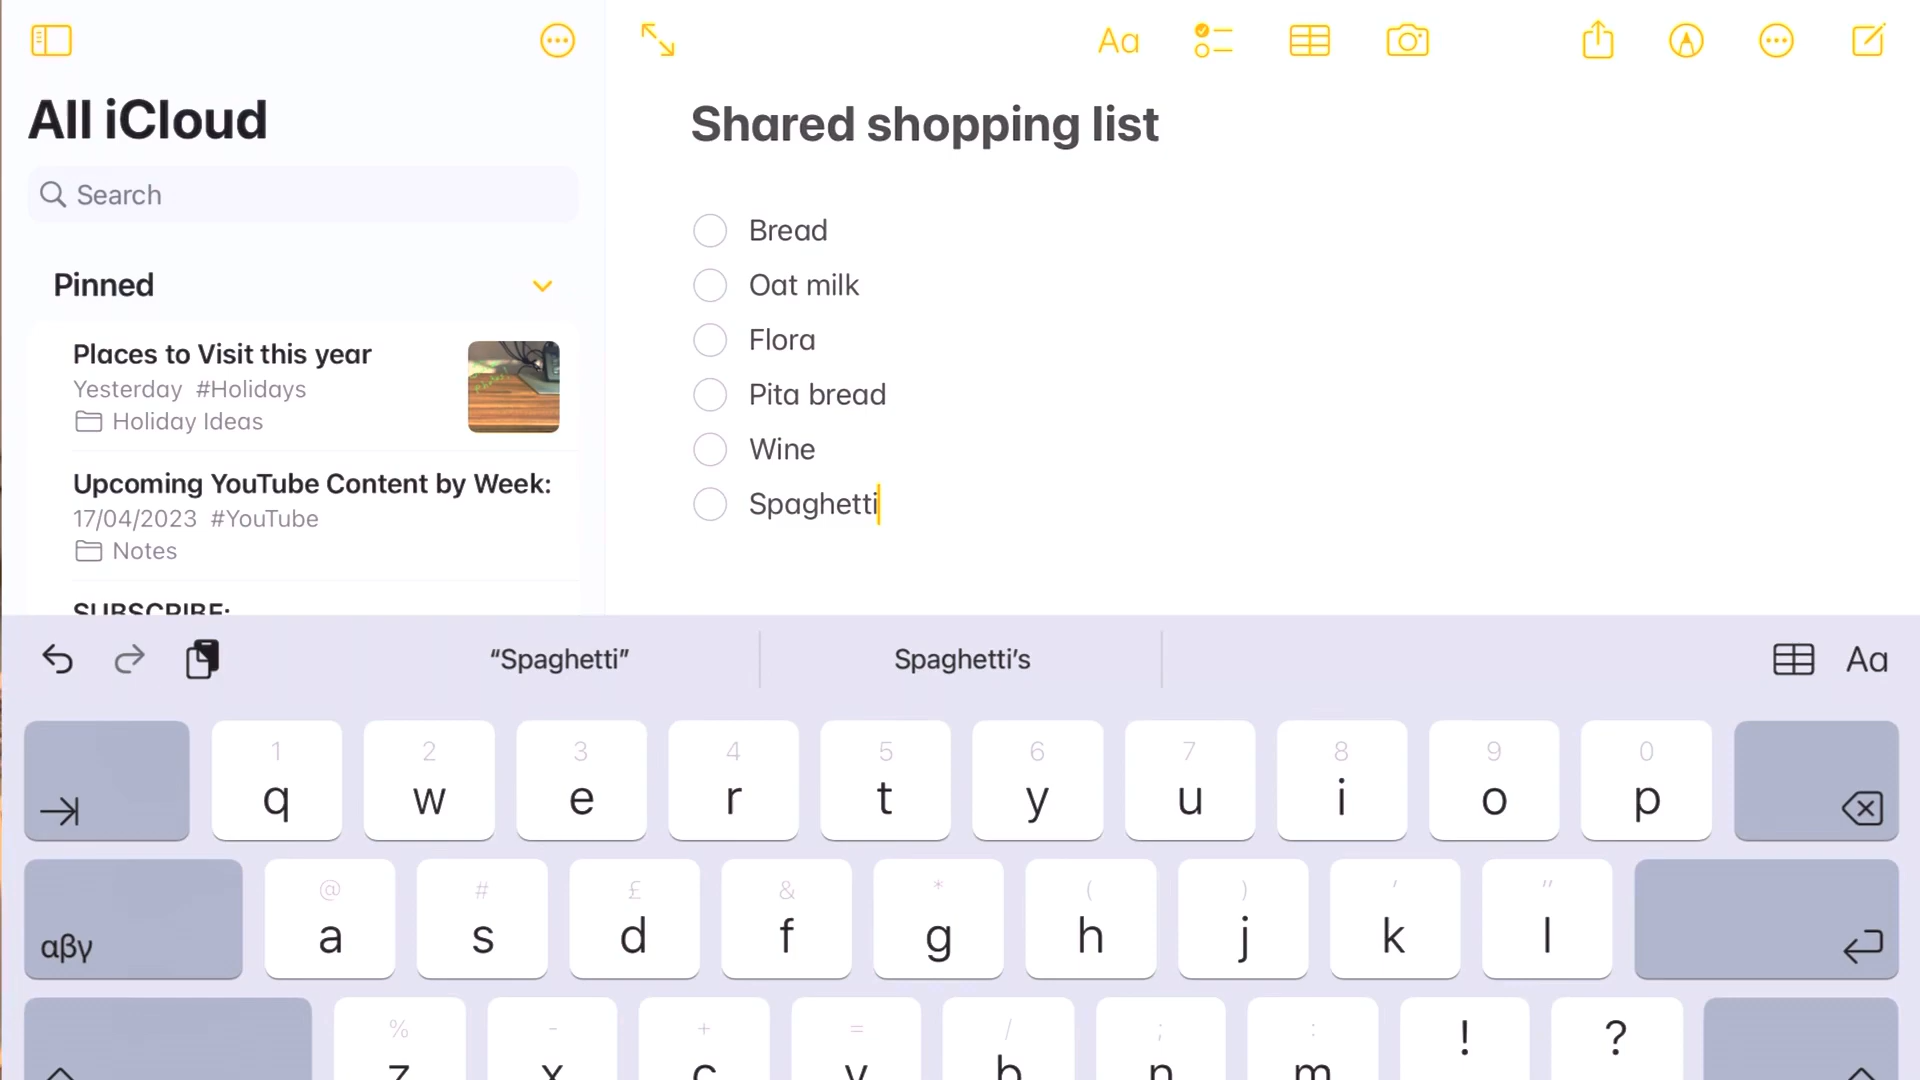 All iCloud
Search
Pinned
Places to Visit this year
Yesterday #Holidays
Holiday Ideas
Upcoming YouTube Content by Week:
17/04/2023 #YouTube
Notes
SUBSCRIBE:
Aa
Shared shopping list
Bread
Oat milk
Flora
Pita bread
Wine
Spaghetti
“Spaghetti” Spaghetti’s Aa
1 2 3 4 5 6 7 8 9 0
q w e r t y u i o p
@ # £ & * ( ) ' "
αβγ a s d f g h j k l
% - + = / ; : ! ?
z x c v b n m